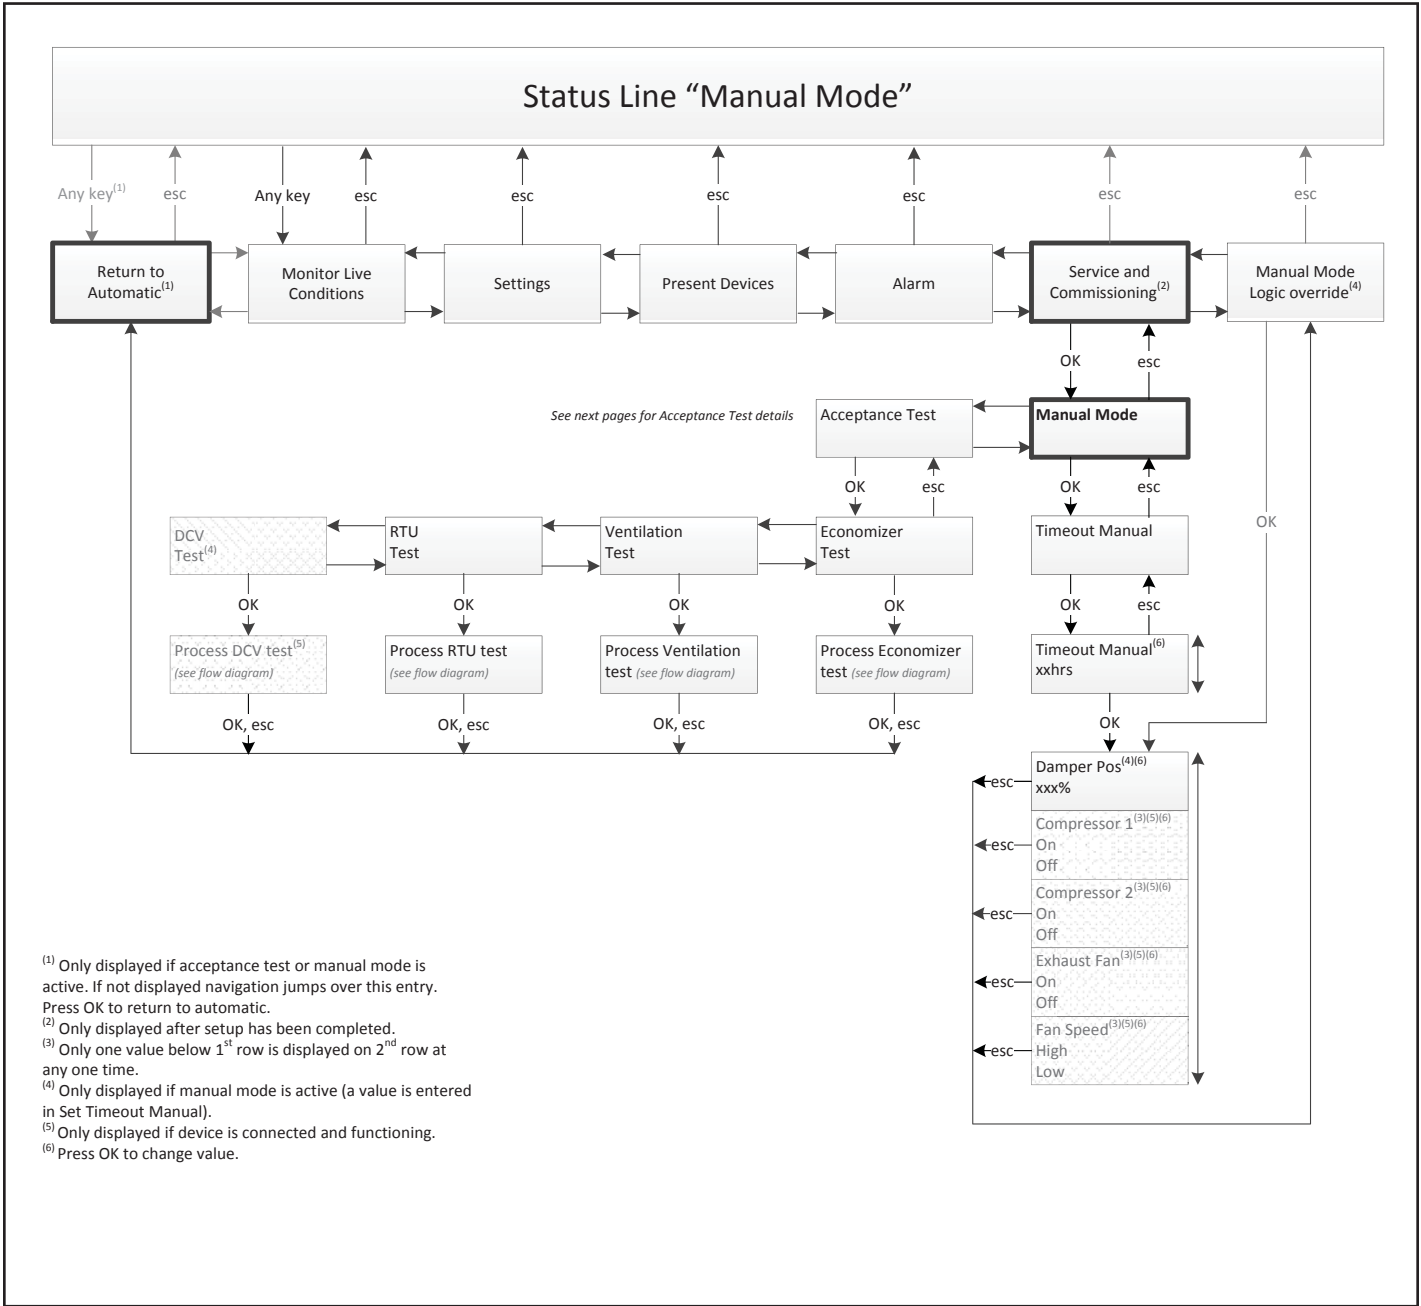 Status Line “Manual Mode”
Any key(1)
esc
Any key
esc
esc
esc
esc
esc
esc
Return to
Automatic(1)
Monitor Live
Conditions
Settings
Present Devices
Alarm
Service and
Commissioning(2)
Manual Mode
Logic override(4)
OK
esc
See next pages for Acceptance Test details
Acceptance Test
Manual Mode
OK
esc
OK
esc
OK
DCV
Test(4)
RTU
Test
Ventilation
Test
Economizer
Test
Timeout Manual
OK
OK
OK
OK
OK
esc
Process DCV test(5)
(see flow diagram)
Process RTU test
(see flow diagram)
Process Ventilation
test (see flow diagram)
Process Economizer
test (see flow diagram)
Timeout Manual(6)
xxhrs
OK, esc
OK, esc
OK, esc
OK, esc
OK
esc
Damper Pos(4)(6)
xxx%
esc
Compressor 1(3)(5)(6)
On
Off
esc
Compressor 2(3)(5)(6)
On
Off
esc
Exhaust Fan(3)(5)(6)
On
Off
esc
Fan Speed(3)(5)(6)
High
Low
(1) Only displayed if acceptance test or manual mode is
active. If not displayed navigation jumps over this entry.
Press OK to return to automatic.
(2) Only displayed after setup has been completed.
(3) Only one value below 1st row is displayed on 2nd row at
any one time.
(4) Only displayed if manual mode is active (a value is entered
in Set Timeout Manual).
(5) Only displayed if device is connected and functioning.
(6) Press OK to change value.